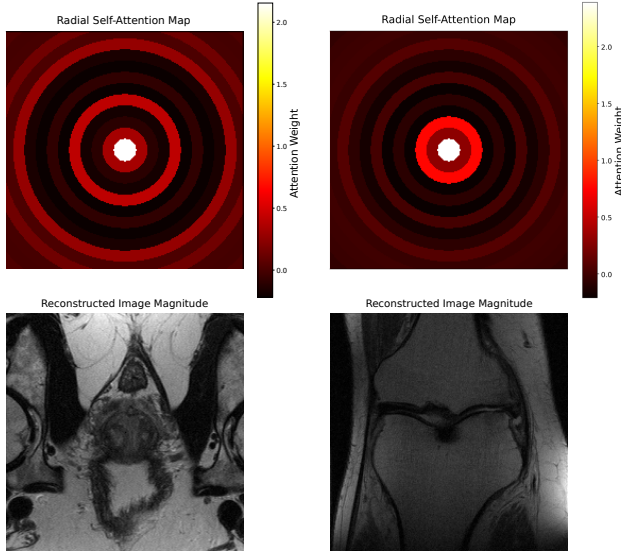 Radial Self-Attention Map
2.0
1.5
1.0
0.5
0.0
Attention Weight
Radial Self-Attention Map
2.0
1.5
1.0
0.5
0.0
Attention Weight
Reconstructed Image Magnitude
Reconstructed Image Magnitude